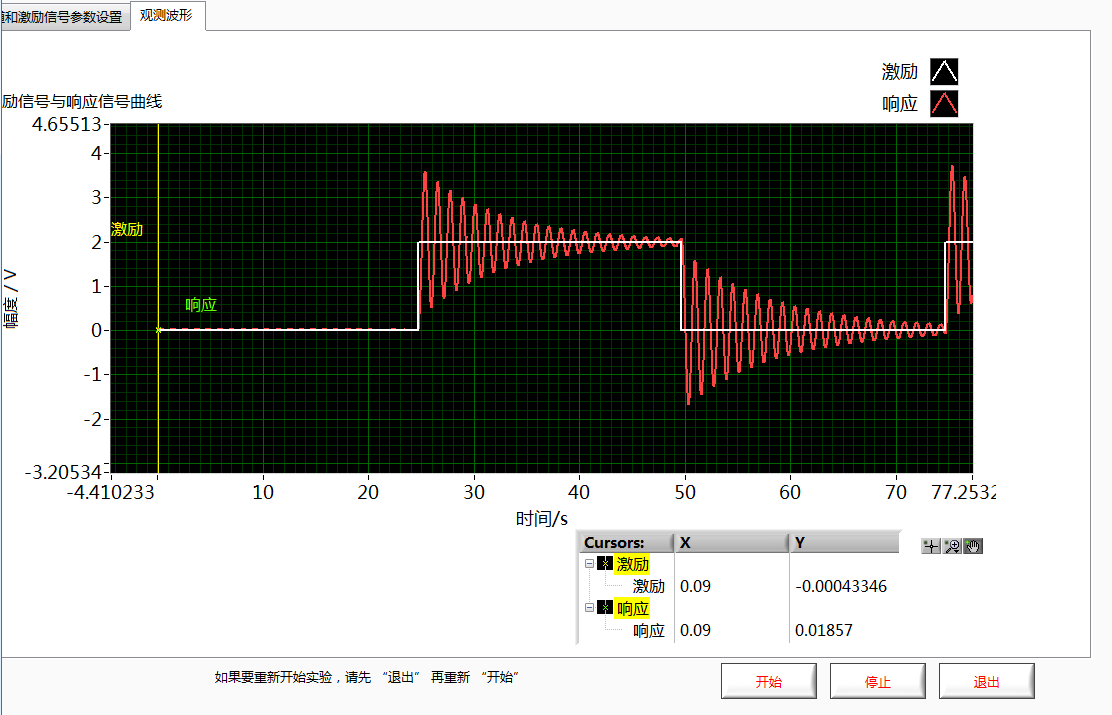 和激励信号参数设置 观测波形
激励
响应
励信号与响应信号曲线
4.65513
4
3
2
1
0
-1
-2
-3.20534
幅度 / V
激励
响应
-4.410233 10 20 30 40 50 60 70 77.2532
时间/s
Cursors: X Y
激励
激励 0.09 -0.00043346
响应
响应 0.09 0.01857
如果要重新开始实验，请先 “退出” 再重新 “开始”
开始 停止 退出